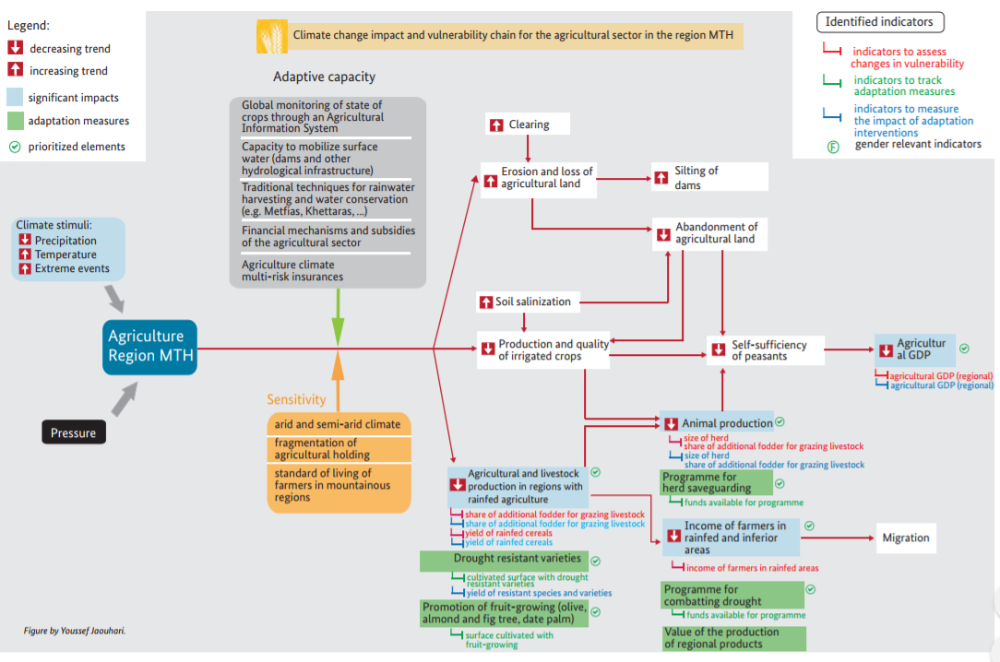 Legend:
decreasing trend
increasing trend
significant impacts
adaptation measures
prioritized elements
Climate change impact and vulnerability chain for the agricultural sector in the region MTH
Identified indicators
indicators to assess
changes in vulnerability
indicators to track
adaptation measures
indicators to measure
the impact of adaptation
interventions
F
gender relevant indicators
Adaptive capacity
Global monitoring of state of
crops through an Agricultural
Information System
Capacity to mobilize surface
water (dams and other
hydrological infrastructure)
Traditional techniques for rainwater
harvesting and water conservation
(e.g. Metfias, Khettaras, ...)
Financial mechanisms and subsidies
of the agricultural sector
Agriculture climate
multi-risk insurances
Climate stimuli:
Precipitation
Temperature
Extreme events
Agriculture
Region MTH
Pressure
Sensitivity
arid and semi-arid climate
fragmentation of
agricultural holding
standard of living of
farmers in mountainous
regions
Clearing
Erosion and loss of
agricultural land
Silting of
dams
Abandonment of
agricultural land
Soil salinization
Production and quality
of irrigated crops
Self-sufficiency
of peasants
Agricultur
al GDP
agricultural GDP (regional)
agricultural GDP (regional)
Animal production
size of herd
share of additional fodder for grazing livestock
size of herd
share of additional fodder for grazing livestock
Programme for
herd saveguarding
funds available for programme
Agricultural and livestock
production in regions with
rainfed agriculture
share of additional fodder for grazing livestock
share of additional fodder for grazing livestock
yield of rainfed cereals
yield of rainfed cereals
Drought resistant varieties
cultivated surface with drought
resistant varieties
yield of resistant species and varieties
Promotion of fruit-growing (olive,
almond and fig tree, date palm)
surface cultivated with
fruit-growing
Income of farmers in
rainfed and inferior
areas
income of farmers in rainfed areas
Migration
Programme for
combatting drought
funds available for programme
Value of the production
of regional products
Figure by Youssef Jaouhari.